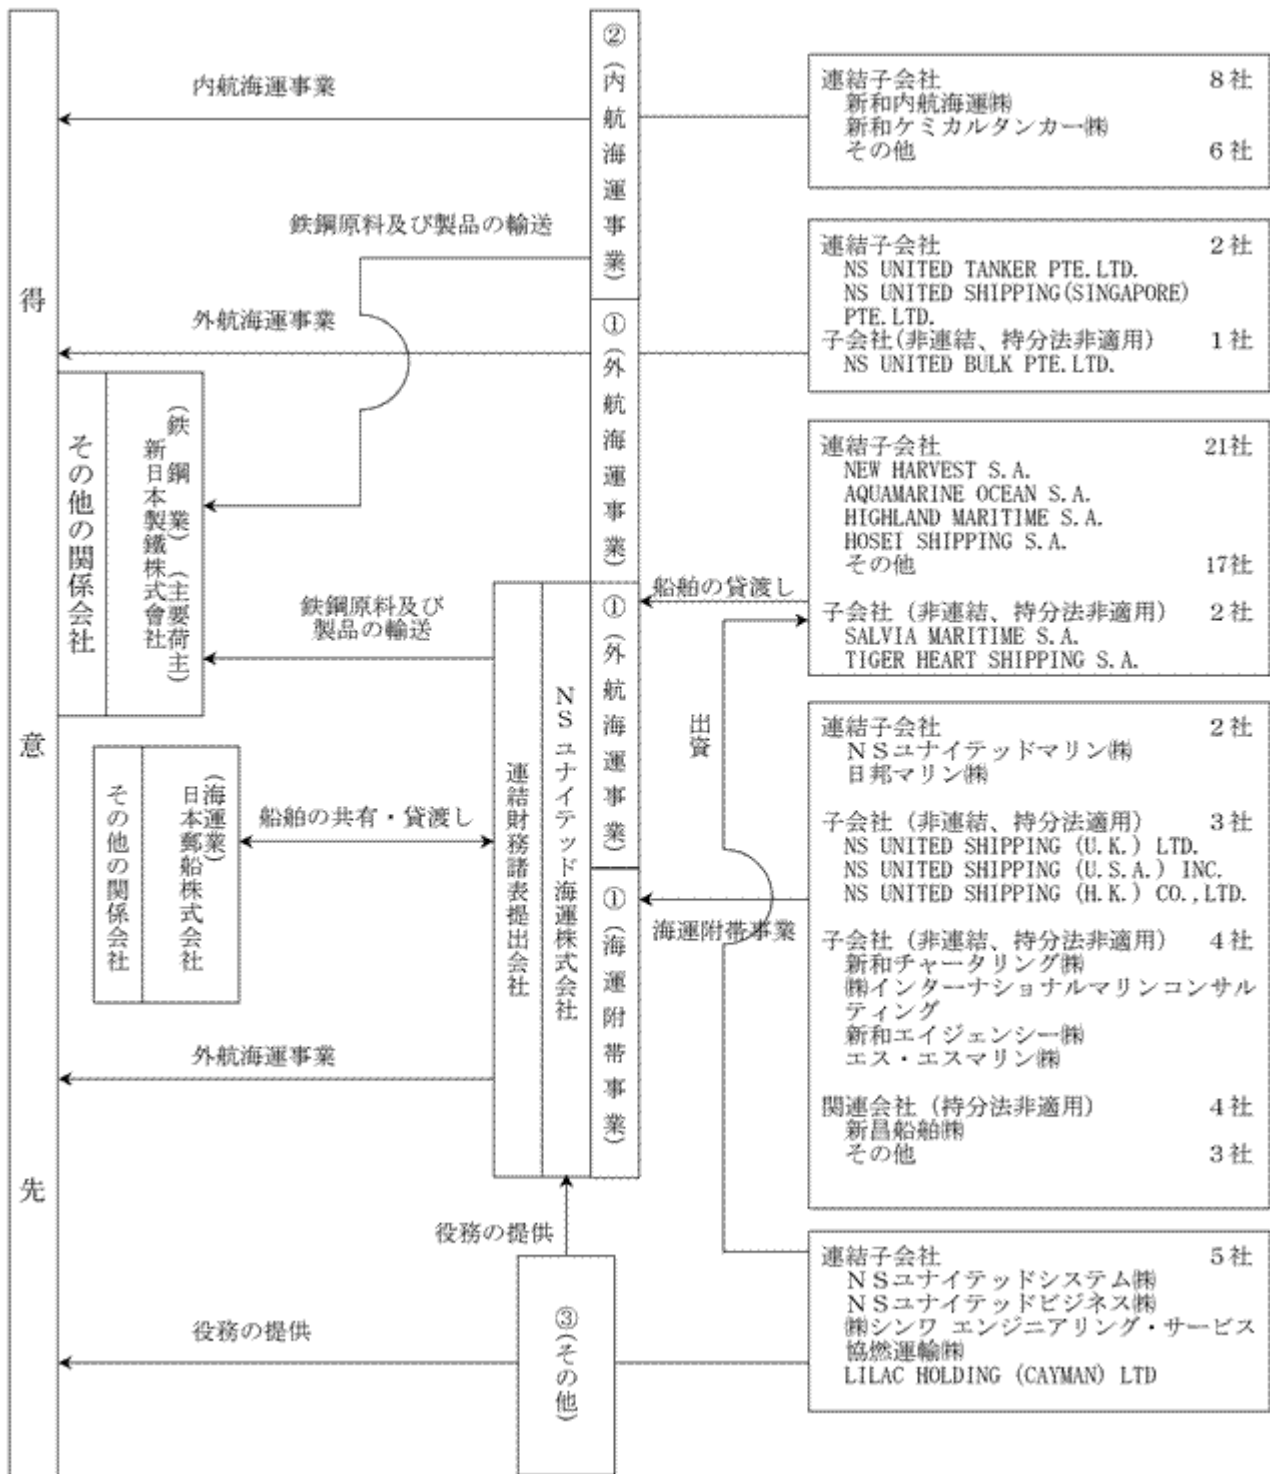 得意先
内航海運事業
鉄鋼原料及び製品の輸送
外航海運事業
その他の関係会社
新日本製鐵株式會社
(鉄鋼業)(主要荷主)
鉄鋼原料及び
製品の輸送
その他の関係会社
日本郵船株式会社
(海運業)
船舶の共有・貸渡し
外航海運事業
役務の提供
役務の提供
連結財務諸表提出会社
NSユナイテッド海運株式会社
②(内航海運事業)
①(外航海運事業)
①(外航海運事業)
①(海運附帯事業)
③(その他)
船舶の貸渡し
出資
海運附帯事業
連結子会社 8社
新和内航海運㈱
新和ケミカルタンカー㈱
その他 6社
連結子会社 2社
NS UNITED TANKER PTE.LTD.
NS UNITED SHIPPING(SINGAPORE)
PTE.LTD.
子会社(非連結、持分法非適用) 1社
NS UNITED BULK PTE.LTD.
連結子会社 21社
NEW HARVEST S.A.
AQUAMARINE OCEAN S.A.
HIGHLAND MARITIME S.A.
HOSEI SHIPPING S.A.
その他 17社
子会社(非連結、持分法非適用) 2社
SALVIA MARITIME S.A.
TIGER HEART SHIPPING S.A.
連結子会社 2社
NSユナイテッドマリン㈱
日邦マリン㈱
子会社(非連結、持分法適用) 3社
NS UNITED SHIPPING (U.K.) LTD.
NS UNITED SHIPPING (U.S.A.) INC.
NS UNITED SHIPPING (H.K.) CO.,LTD.
子会社(非連結、持分法非適用) 4社
新和チャータリング㈱
㈱インターナショナルマリンコンサル
ティング
新和エイジェンシー㈱
エス・エスマリン㈱
関連会社(持分法非適用) 4社
新昌船舶㈱
その他 3社
連結子会社 5社
NSユナイテッドシステム㈱
NSユナイテッドビジネス㈱
㈱シンワ エンジニアリング・サービス
協燃運輸㈱
LILAC HOLDING (CAYMAN) LTD